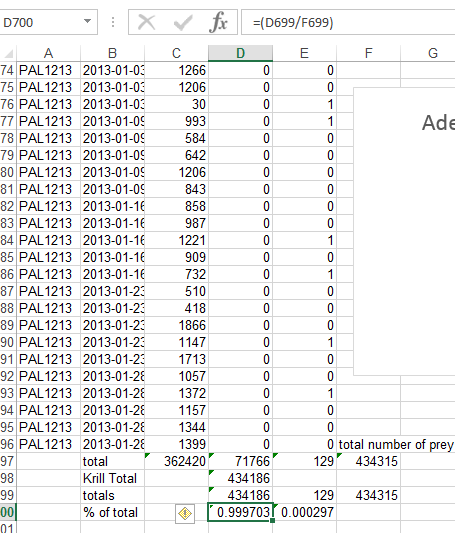 D700 =(D699/F699)
A B C D E F G
74 PAL1213 2013-01-03 1266 0 0
75 PAL1213 2013-01-03 1206 0 0
76 PAL1213 2013-01-03 30 0 1
77 PAL1213 2013-01-09 993 0 1
78 PAL1213 2013-01-09 584 0 0
79 PAL1213 2013-01-09 642 0 0
80 PAL1213 2013-01-09 1206 0 0
81 PAL1213 2013-01-09 843 0 0
82 PAL1213 2013-01-16 858 0 0
83 PAL1213 2013-01-16 987 0 0
84 PAL1213 2013-01-16 1221 0 1
85 PAL1213 2013-01-16 909 0 0
86 PAL1213 2013-01-16 732 0 1
87 PAL1213 2013-01-23 510 0 0
88 PAL1213 2013-01-23 418 0 0
89 PAL1213 2013-01-23 1866 0 0
90 PAL1213 2013-01-23 1147 0 1
91 PAL1213 2013-01-23 1713 0 0
92 PAL1213 2013-01-28 1057 0 0
93 PAL1213 2013-01-28 1372 0 1
94 PAL1213 2013-01-28 1157 0 0
95 PAL1213 2013-01-28 1344 0 0
96 PAL1213 2013-01-28 1399 0 0 total number of prey
97 total 362420 71766 129 434315
98 Krill Total 434186
99 totals 434186 129 434315
00 % of total 0.999703 0.000297
01
Ade